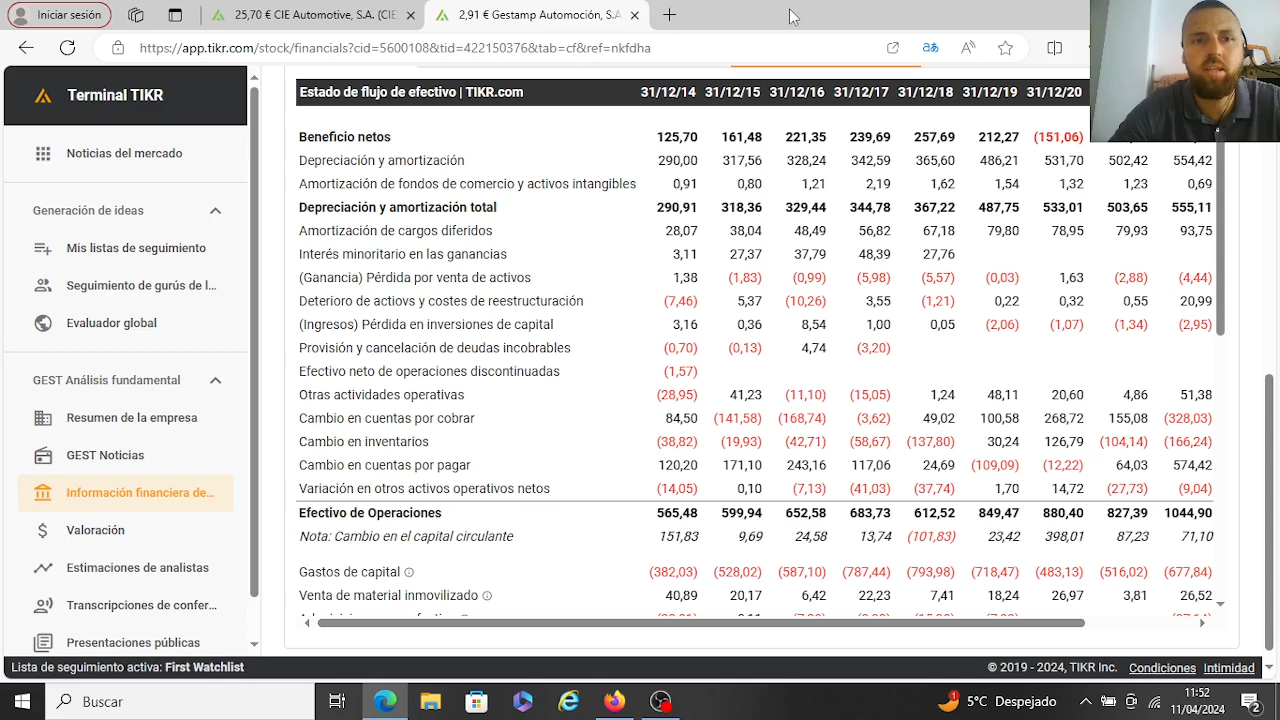 Iniciar sesión
25,70 € CIE Automotive, S.A. (CIE
2,91 € Gestamp Automoción, S.A.
https://app.tikr.com/stock/financials?cid=5600108&tid=422150376&tab=cf&ref=nkfdha
Terminal TIKR
Noticias del mercado
Generación de ideas
Mis listas de seguimiento
Seguimiento de gurús de l...
Evaluador global
GEST Análisis fundamental
Resumen de la empresa
GEST Noticias
Información financiera de...
Valoración
Estimaciones de analistas
Transcripciones de confer...
Presentaciones públicas
Estado de flujo de efectivo | TIKR.com 31/12/14 31/12/15 31/12/16 31/12/17 31/12/18 31/12/19 31/12/20
Beneficio netos 125,70 161,48 221,35 239,69 257,69 212,27 (151,06)
Depreciación y amortización 290,00 317,56 328,24 342,59 365,60 486,21 531,70 502,42 554,42
Amortización de fondos de comercio y activos intangibles 0,91 0,80 1,21 2,19 1,62 1,54 1,32 1,23 0,69
Depreciación y amortización total 290,91 318,36 329,44 344,78 367,22 487,75 533,01 503,65 555,11
Amortización de cargos diferidos 28,07 38,04 48,49 56,82 67,18 79,80 78,95 79,93 93,75
Interés minoritario en las ganancias 3,11 27,37 37,79 48,39 27,76
(Ganancia) Pérdida por venta de activos 1,38 (1,83) (0,99) (5,98) (5,57) (0,03) 1,63 (2,88) (4,44)
Deterioro de actiovs y costes de reestructuración (7,46) 5,37 (10,26) 3,55 (1,21) 0,22 0,32 0,55 20,99
(Ingresos) Pérdida en inversiones de capital 3,16 0,36 8,54 1,00 0,05 (2,06) (1,07) (1,34) (2,95)
Provisión y cancelación de deudas incobrables (0,70) (0,13) 4,74 (3,20)
Efectivo neto de operaciones discontinuadas (1,57)
Otras actividades operativas (28,95) 41,23 (11,10) (15,05) 1,24 48,11 20,60 4,86 51,38
Cambio en cuentas por cobrar 84,50 (141,58) (168,74) (3,62) 49,02 100,58 268,72 155,08 (328,03)
Cambio en inventarios (38,82) (19,93) (42,71) (58,67) (137,80) 30,24 126,79 (104,14) (166,24)
Cambio en cuentas por pagar 120,20 171,10 243,16 117,06 24,69 (109,09) (12,22) 64,03 574,42
Variación en otros activos operativos netos (14,05) 0,10 (7,13) (41,03) (37,74) 1,70 14,72 (27,73) (9,04)
Efectivo de Operaciones 565,48 599,94 652,58 683,73 612,52 849,47 880,40 827,39 1044,90
Nota: Cambio en el capital circulante 151,83 9,69 24,58 13,74 (101,83) 23,42 398,01 87,23 71,10
Gastos de capital (382,03) (528,02) (587,10) (787,44) (793,98) (718,47) (483,13) (516,02) (677,84)
Venta de material inmovilizado 40,89 20,17 6,42 22,23 7,41 18,24 26,97 3,81 26,52
Lista de seguimiento activa: First Watchlist
© 2019 - 2024, TIKR Inc. Condiciones Intimidad
Buscar
1
5°C Despejado
11:52
11/04/2024
2